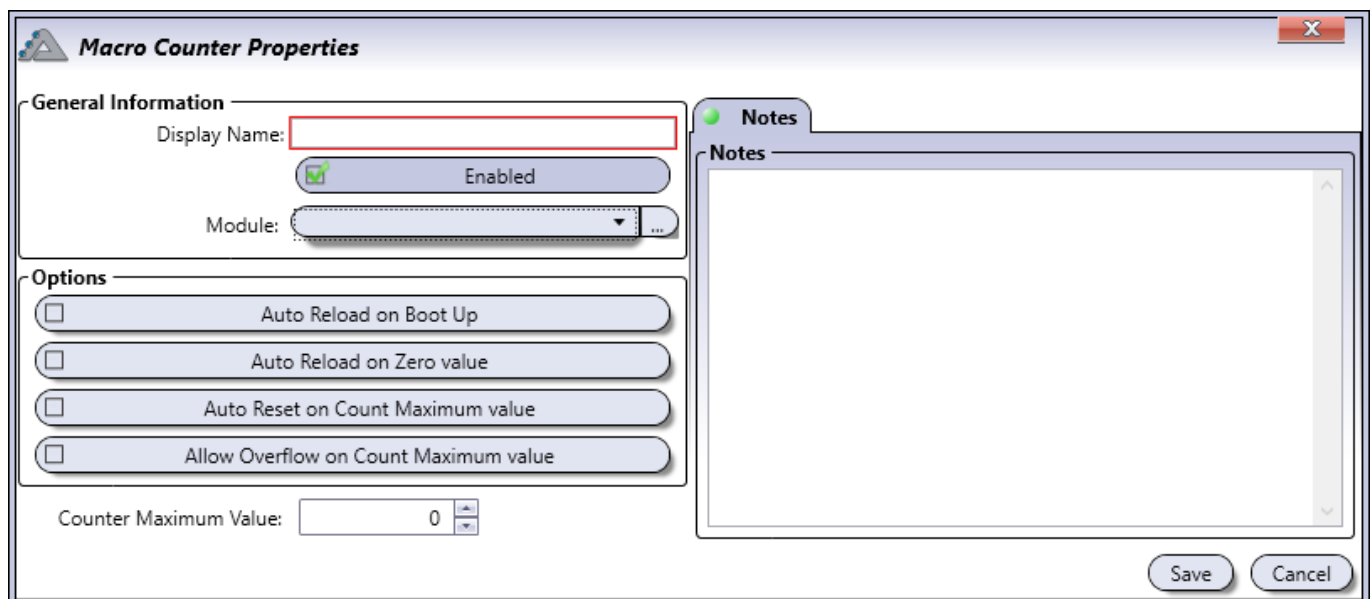 Macro Counter Properties
X
General Information
Display Name:
Enabled
Module:
...
Options
Auto Reload on Boot Up
Auto Reload on Zero value
Auto Reset on Count Maximum value
Allow Overflow on Count Maximum value
Counter Maximum Value: 0
Notes
Notes
Save
Cancel